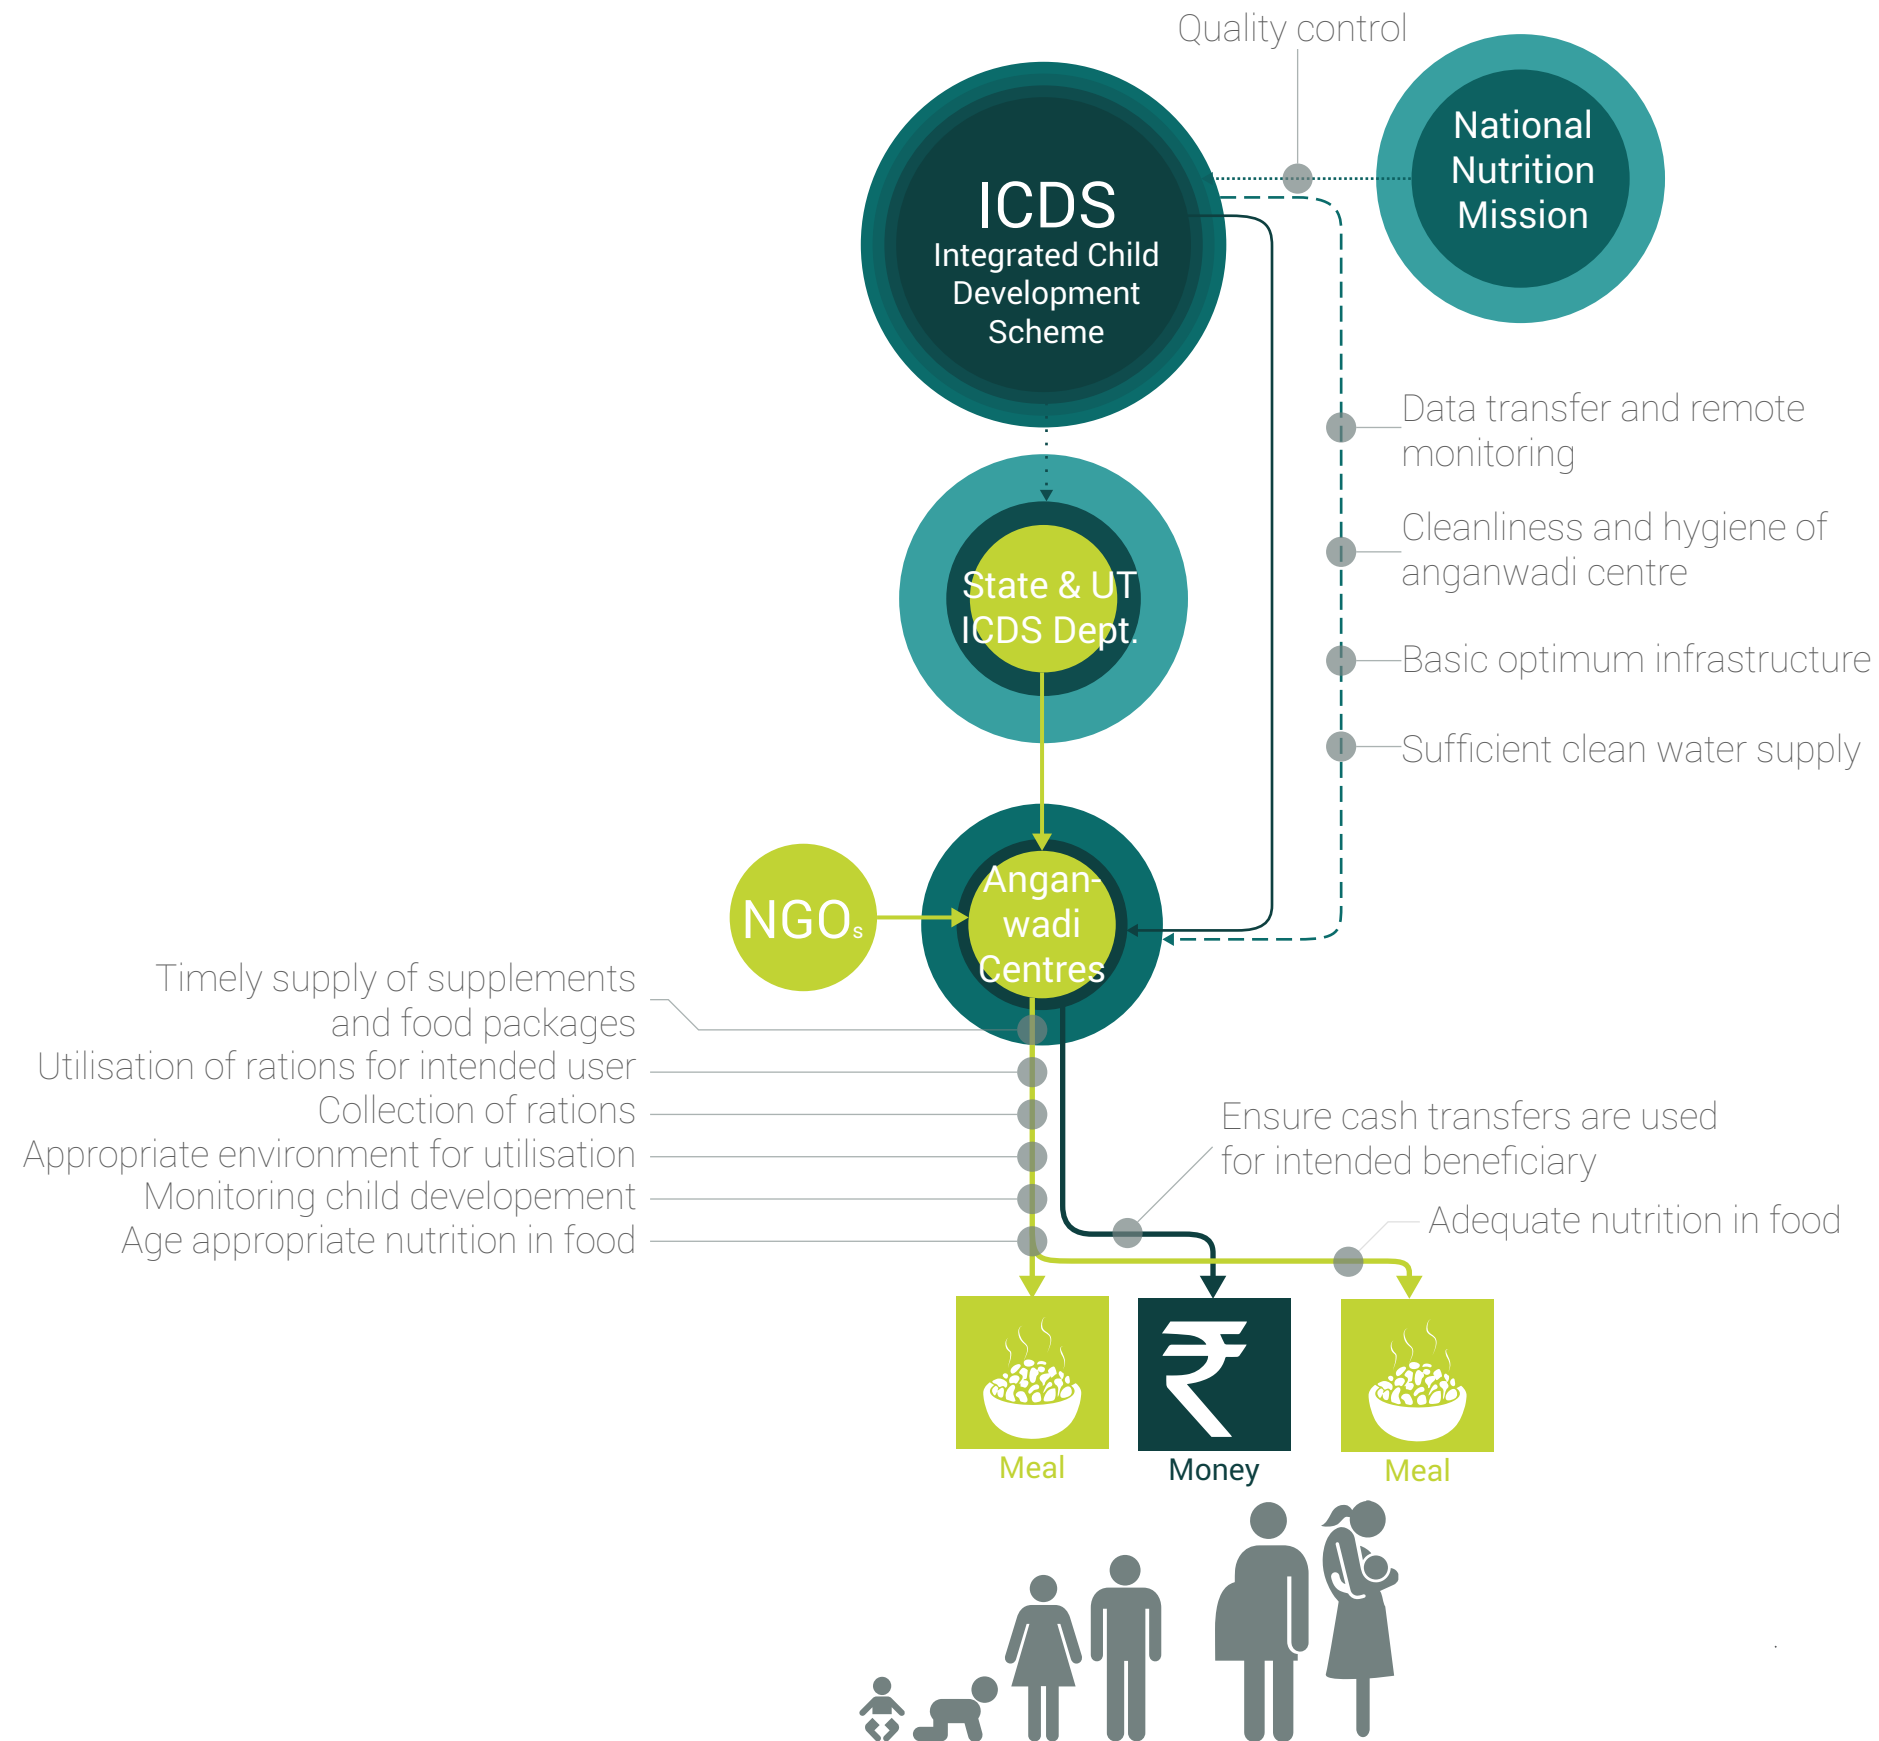 Quality control
National
Nutrition
Mission
ICDS
Integrated Child
Development
Scheme
Data transfer and remote
monitoring
Cleanliness and hygiene of
anganwadi centre
State & UT
ICDS Dept.
Basic optimum infrastructure
Sufficient clean water supply
Angan-
wadi
Centres
NGOs
Timely supply of supplements
and food packages
Utilisation of rations for intended user
Collection of rations
Appropriate environment for utilisation
Monitoring child developement
Age appropriate nutrition in food
Ensure cash transfers are used
for intended beneficiary
Adequate nutrition in food
₹
Meal
Money
Meal